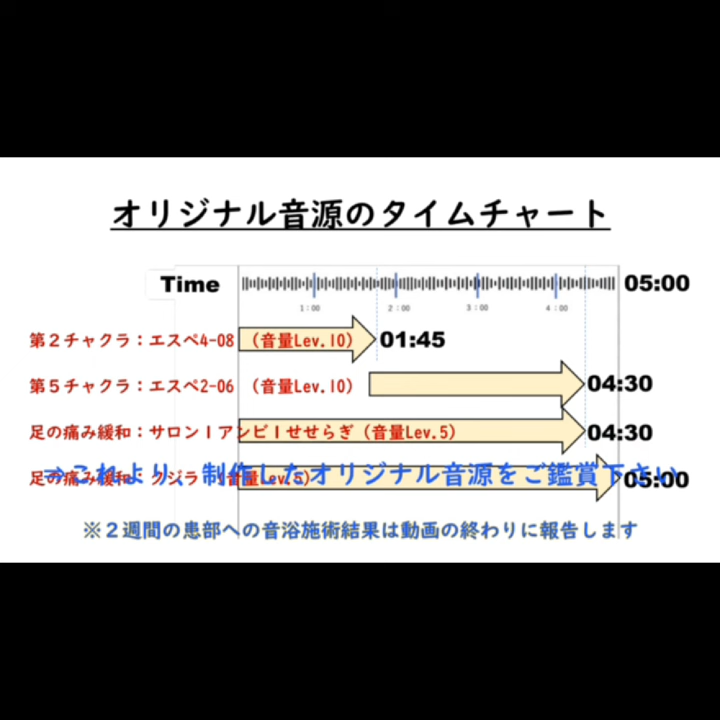 オリジナル音源のタイムチャート
Time 05:00
1:00 2:00 3:00 4:00
第２チャクラ：エスペ4-08 （音量Lev.10） 01:45
第５チャクラ：エスペ2-06 （音量Lev.10） 04:30
足の痛み緩和：サロンⅠアンビⅠせせらぎ（音量Lev.5） 04:30
足の痛み緩和：クジラ（音量Lev.5） 05:00
⇒これより、制作したオリジナル音源をご鑑賞下さい
※２週間の患部への音浴施術結果は動画の終わりに報告します